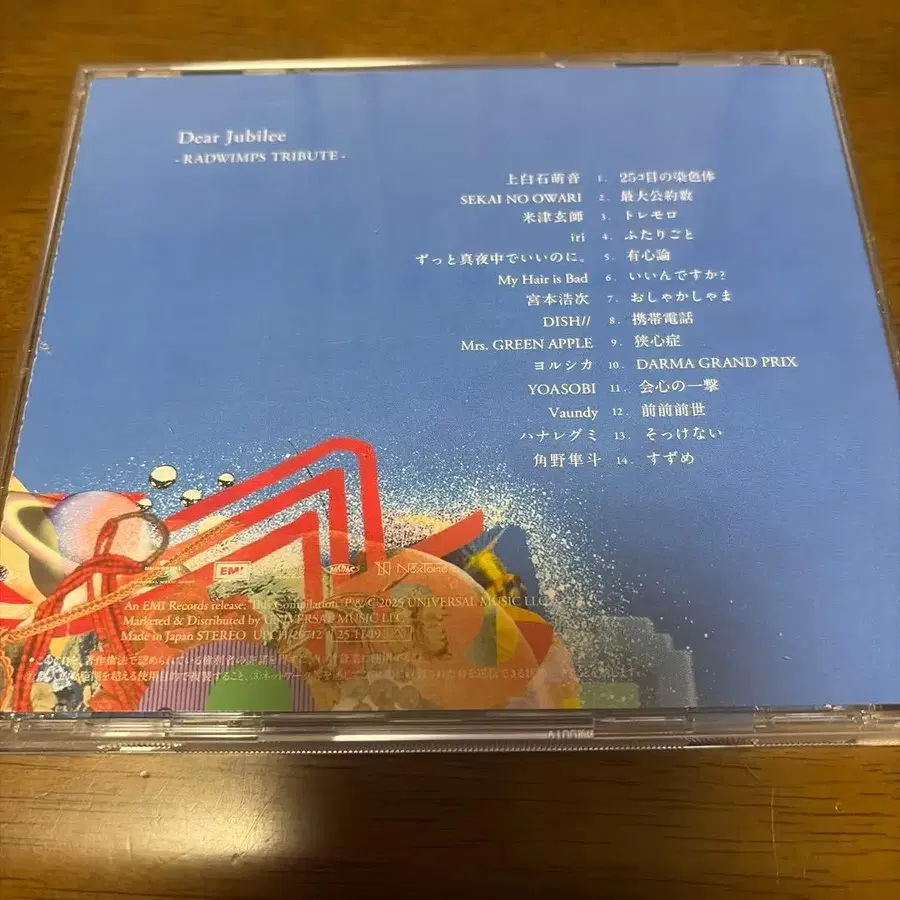 Dear Jubilee
- RADWIMPS TRIBUTE -
上白石萌音 1. 25コ目の染色体
SEKAI NO OWARI 2. 最大公約数
米津玄師 3. トレモロ
iri 4. ふたりごと
ずっと真夜中でいいのに。 5. 有心論
My Hair is Bad 6. いいんですか?
宮本浩次 7. おしゃかしゃま
DISH// 8. 携帯電話
Mrs. GREEN APPLE 9. 狭心症
ヨルシカ 10. DARMA GRAND PRIX
YOASOBI 11. 会心の一撃
Vaundy 12. 前前前世
ハナレグミ 13. そっけない
角野隼斗 14. すずめ
EMI NexTone
An EMI Records release; This Compilation ℗ & © 2025 UNIVERSAL MUSIC LLC
Marketed & Distributed by UNIVERSAL MUSIC LLC
Made in Japan STEREO